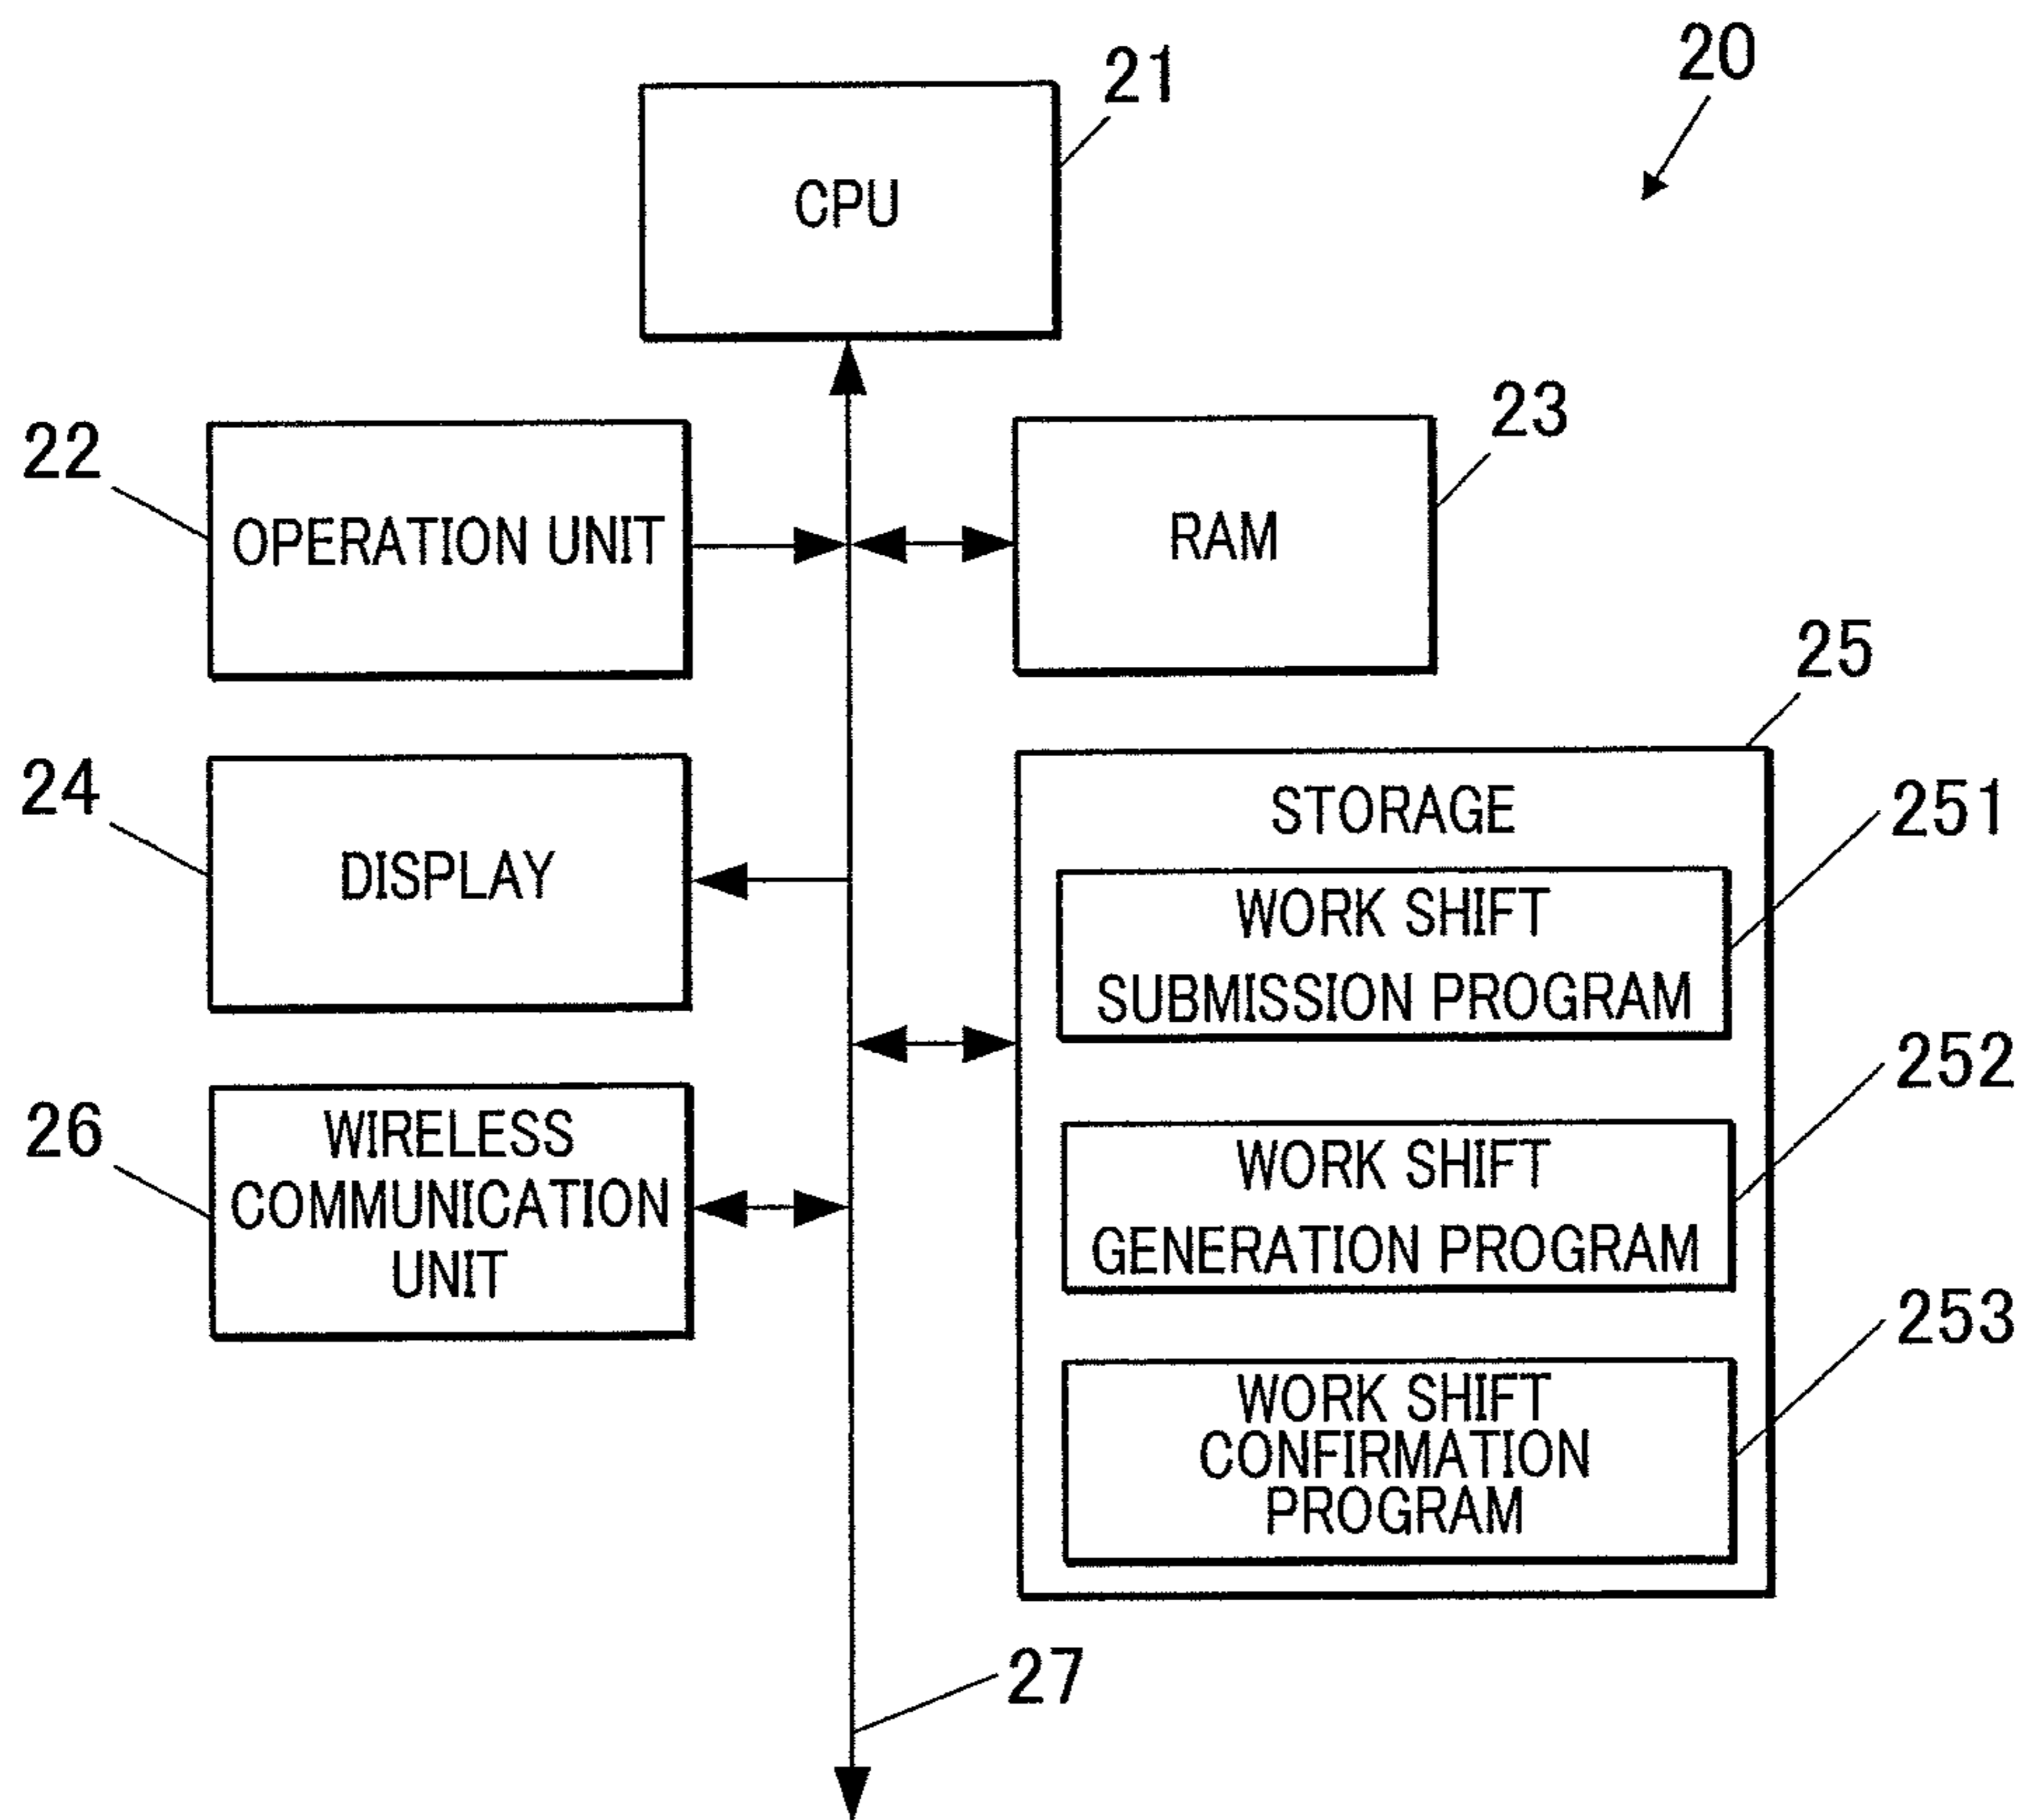 20
21
CPU
22
OPERATION UNIT
23
RAM
24
DISPLAY
25
STORAGE
251
WORK SHIFT
SUBMISSION PROGRAM
252
WORK SHIFT
GENERATION PROGRAM
253
WORK SHIFT
CONFIRMATION
PROGRAM
26
WIRELESS
COMMUNICATION
UNIT
27